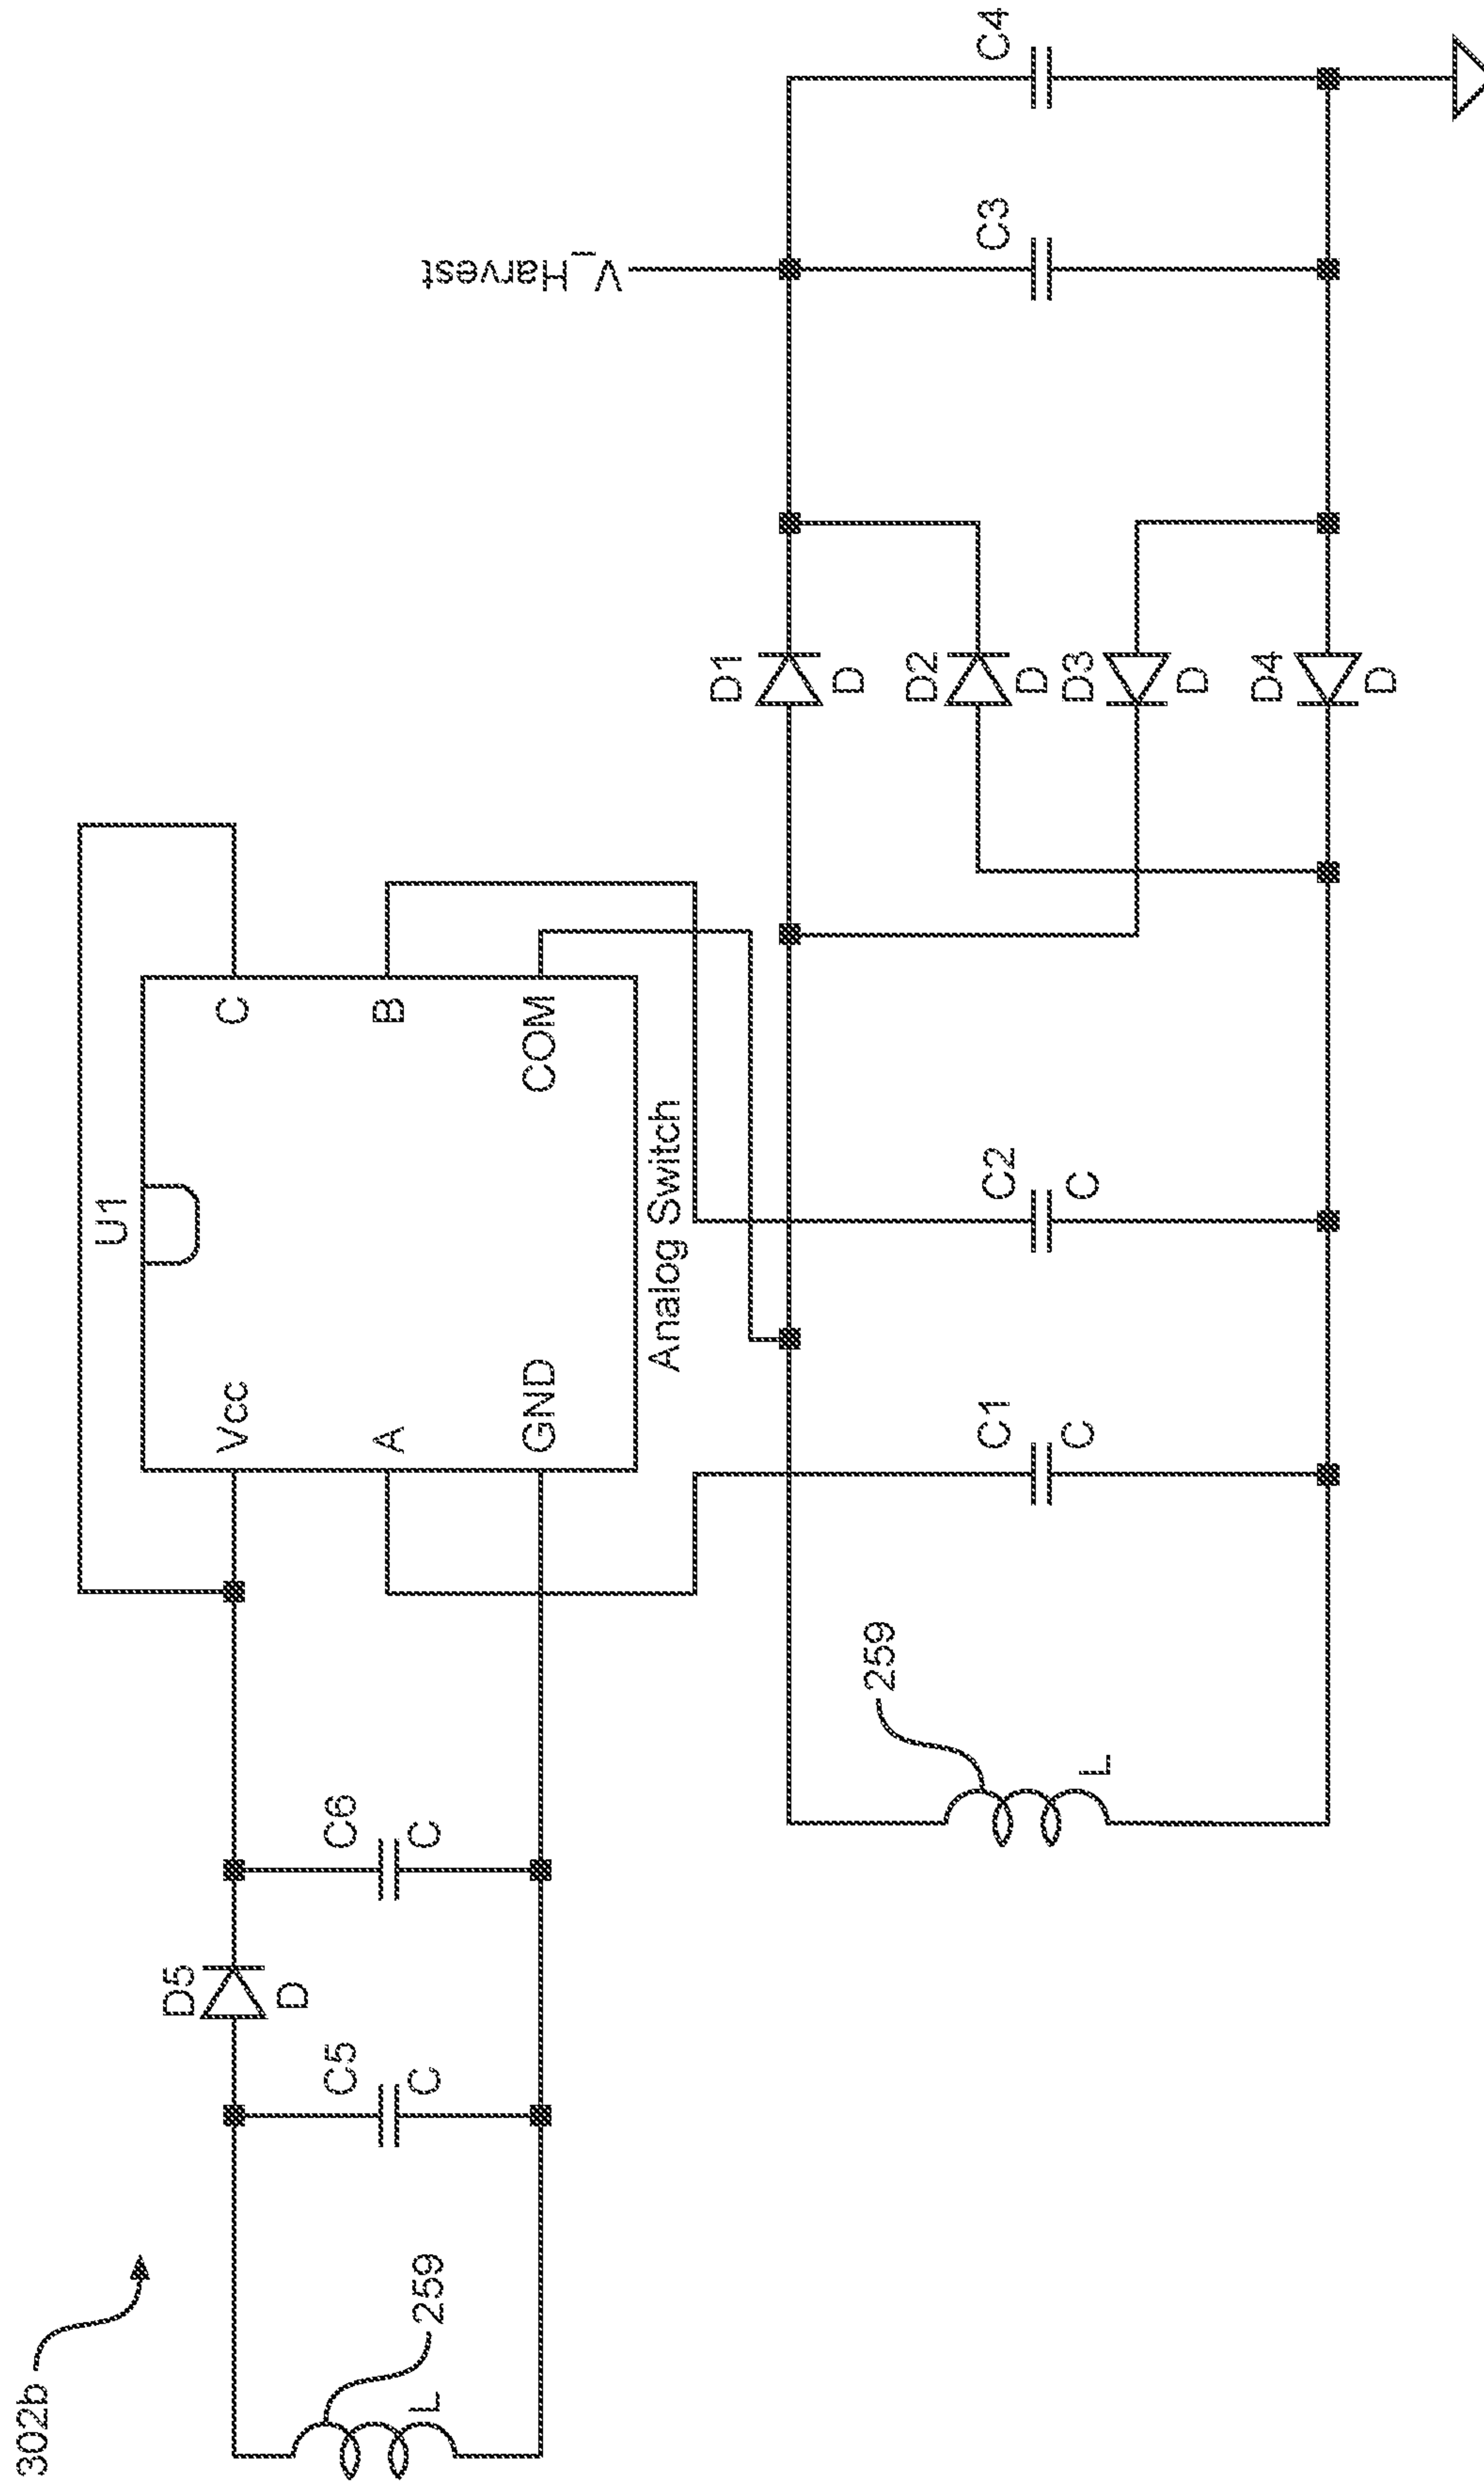 302b
259
L
C5
C
D5
D
C6
C
U1
Vcc
A
GND
C
B
COM
Analog Switch
259
L
C1
C
C2
C
D1
D
D2
D
D3
D
D4
D
V_Harvest
C3
C4